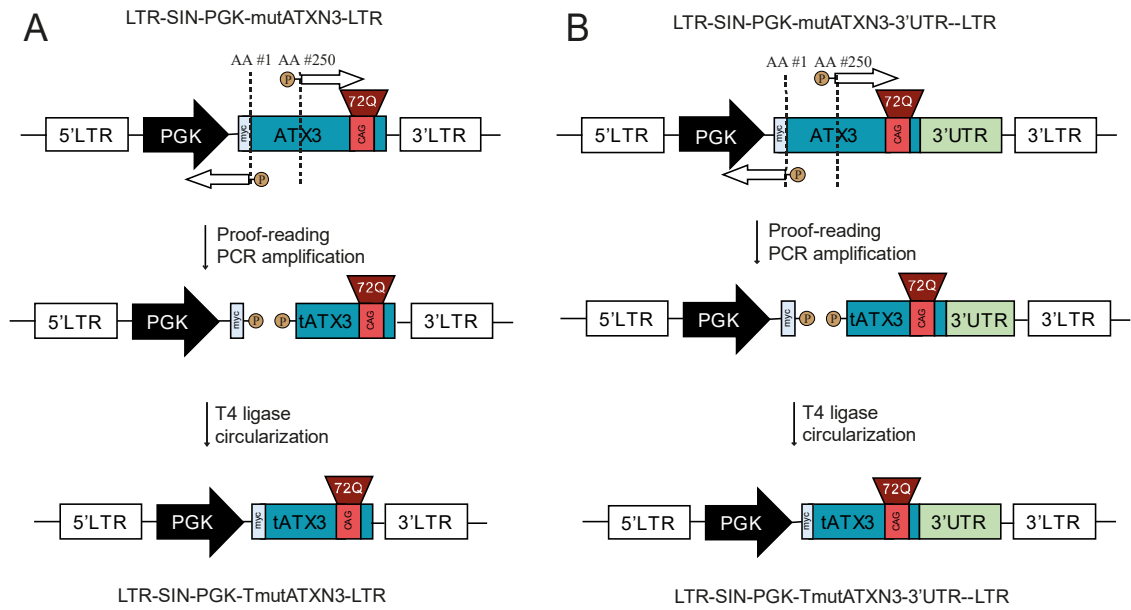 A
LTR-SIN-PGK-mutATXN3-LTR
AA #1 AA #250
P
72Q
5'LTR PGK myc ATX3 CAG 3'LTR
P
Proof-reading
PCR amplification
72Q
5'LTR PGK myc P P tATX3 CAG 3'LTR
T4 ligase
circularization
72Q
5'LTR PGK myc tATX3 CAG 3'LTR
LTR-SIN-PGK-TmutATXN3-LTR
B
LTR-SIN-PGK-mutATXN3-3'UTR--LTR
AA #1 AA #250
P
72Q
5'LTR PGK myc ATX3 CAG 3'UTR 3'LTR
P
Proof-reading
PCR amplification
72Q
5'LTR PGK myc P P tATX3 CAG 3'UTR 3'LTR
T4 ligase
circularization
72Q
5'LTR PGK myc tATX3 CAG 3'UTR 3'LTR
LTR-SIN-PGK-TmutATXN3-3'UTR--LTR